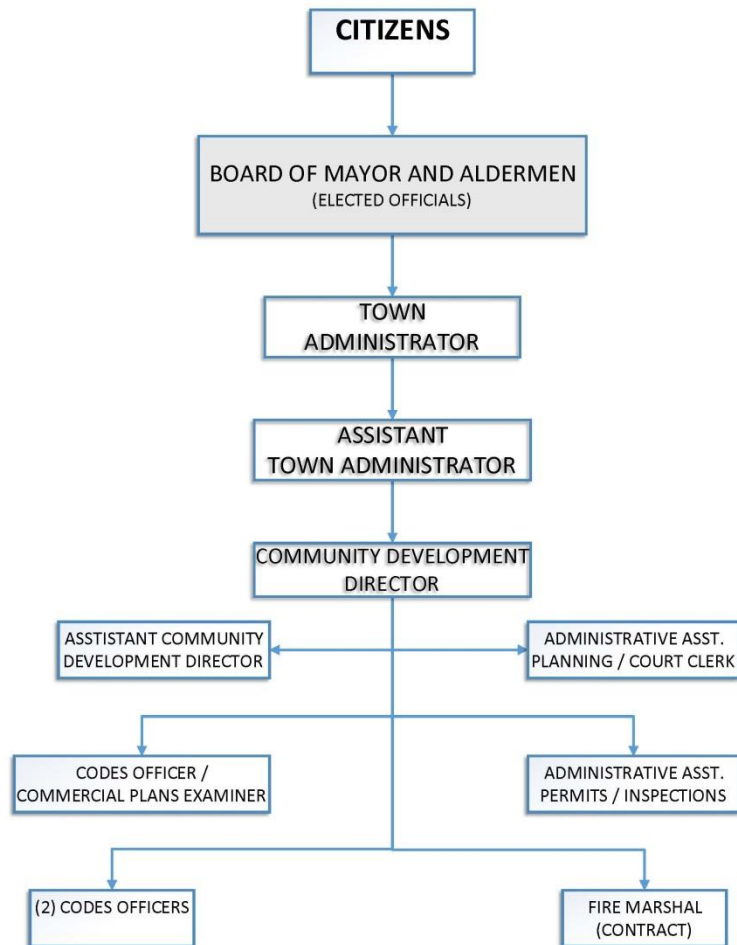 CITIZENS
BOARD OF MAYOR AND ALDERMEN
(ELECTED OFFICIALS)
TOWN
ADMINISTRATOR
ASSISTANT
TOWN ADMINISTRATOR
COMMUNITY DEVELOPMENT
DIRECTOR
ASSTISTANT COMMUNITY
DEVELOPMENT DIRECTOR
ADMINISTRATIVE ASST.
PLANNING / COURT CLERK
CODES OFFICER /
COMMERCIAL PLANS EXAMINER
ADMINISTRATIVE ASST.
PERMITS / INSPECTIONS
(2) CODES OFFICERS
FIRE MARSHAL
(CONTRACT)